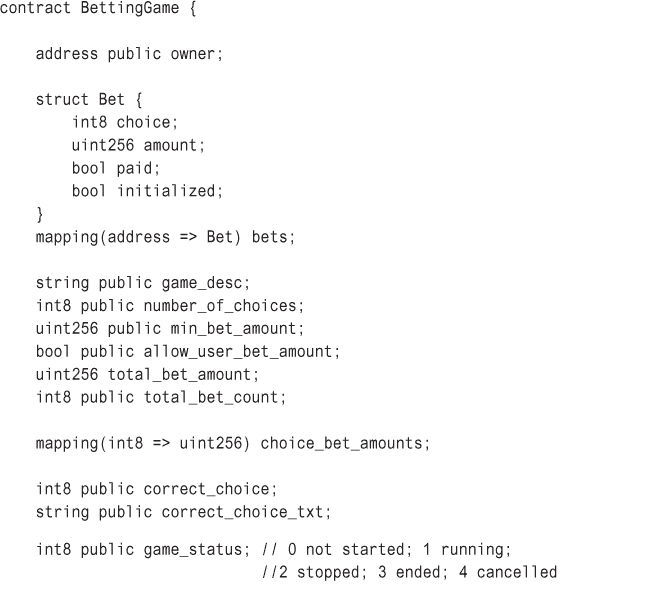 contract BettingGame {
address public owner;
struct Bet {
int8 choice;
uint256 amount;
bool paid;
bool initialized;
}
mapping(address => Bet) bets;
string public game_desc;
int8 public number_of_choices;
uint256 public min_bet_amount;
bool public allow_user_bet_amount;
uint256 total_bet_amount;
int8 public total_bet_count;
mapping(int8 => uint256) choice_bet_amounts;
int8 public correct_choice;
string public correct_choice_txt;
int8 public game_status; // 0 not started; 1 running;
//2 stopped; 3 ended; 4 cancelled